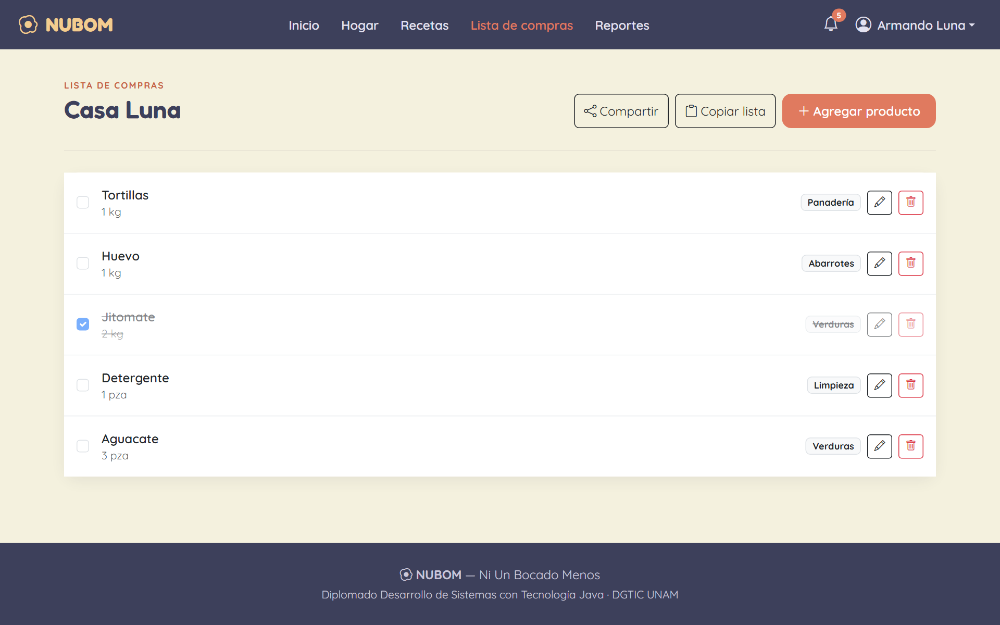 NUBOM
Inicio
Hogar
Recetas
Lista de compras
Reportes
5
Armando Luna
LISTA DE COMPRAS
Casa Luna
Compartir
Copiar lista
Agregar producto
Tortillas
1 kg
Panadería
Huevo
1 kg
Abarrotes
Jitomate
2 kg
Verduras
Detergente
1 pza
Limpieza
Aguacate
3 pza
Verduras
NUBOM — Ni Un Bocado Menos
Diplomado Desarrollo de Sistemas con Tecnología Java · DGTIC UNAM